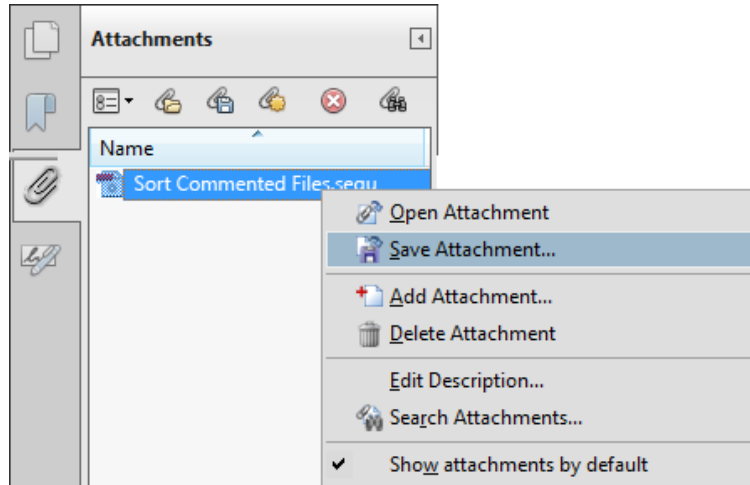 Attachments
Name
Sort Commented Files.sequ
Open Attachment
Save Attachment...
Add Attachment...
Delete Attachment
Edit Description...
Search Attachments...
Show attachments by default